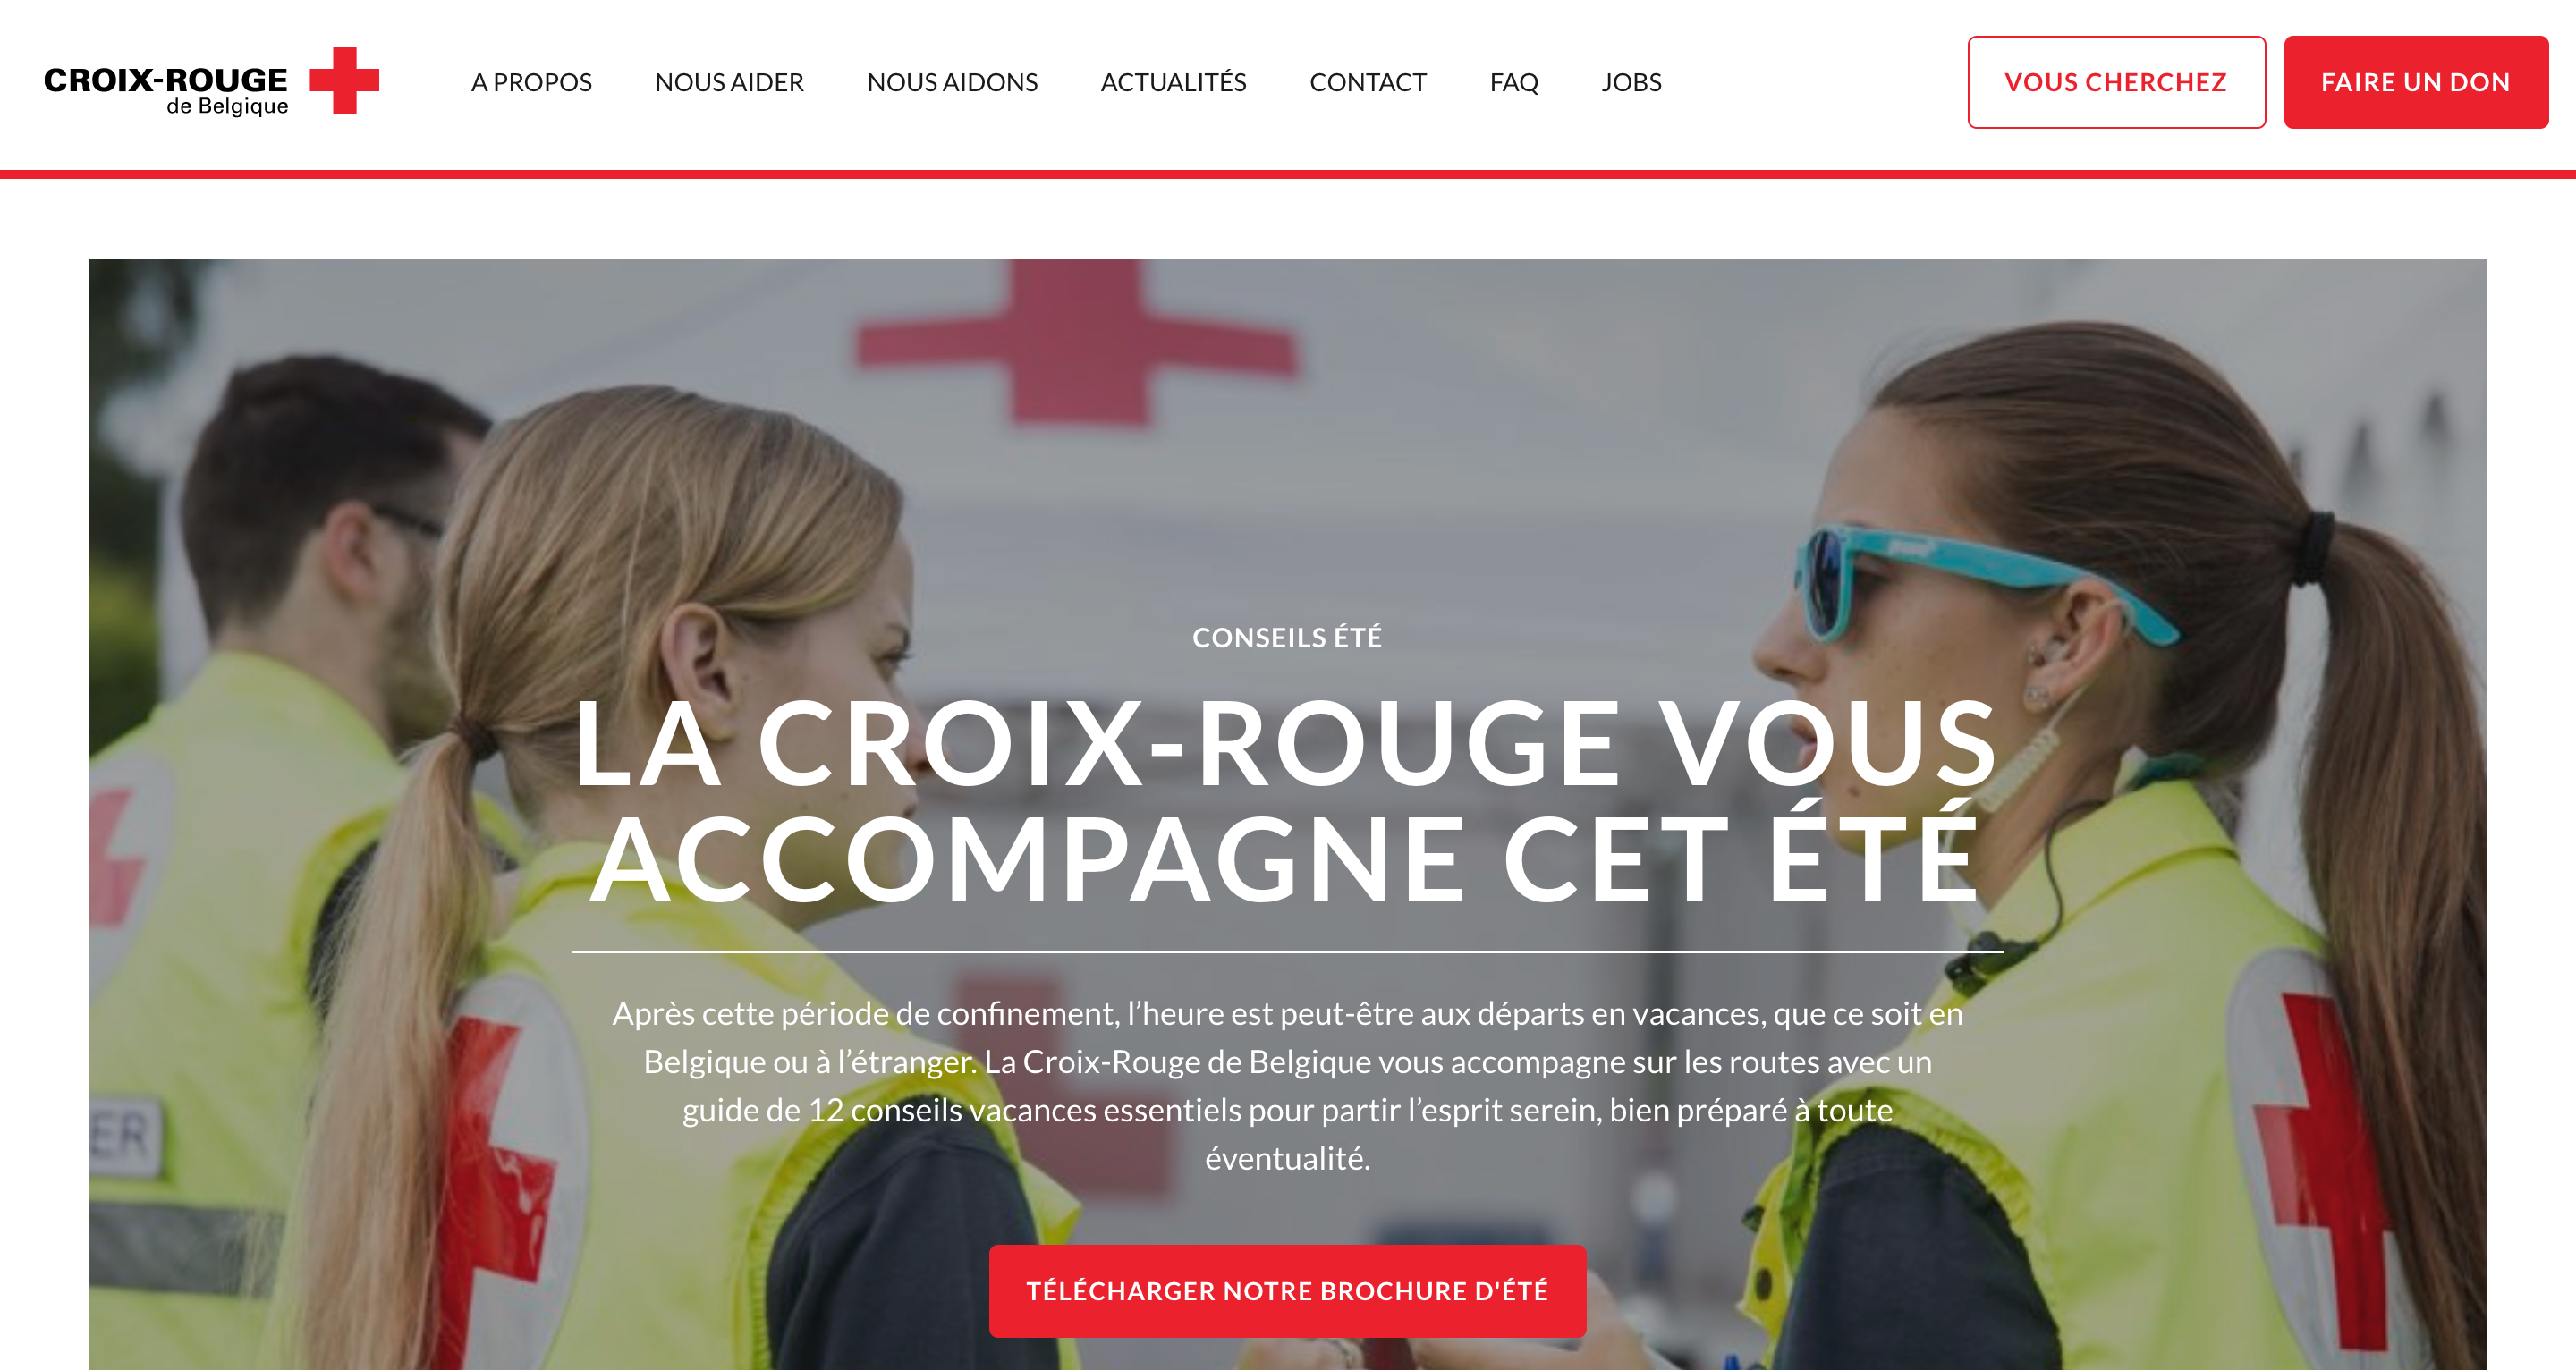 CROIX-ROUGE
de Belgique
A PROPOS
NOUS AIDER
NOUS AIDONS
ACTUALITÉS
CONTACT
FAQ
JOBS
VOUS CHERCHEZ
FAIRE UN DON
CONSEILS ÉTÉ
LA CROIX-ROUGE VOUS
ACCOMPAGNE CET ÉTÉ
Après cette période de confinement, l’heure est peut-être aux départs en vacances, que ce soit en
Belgique ou à l’étranger. La Croix-Rouge de Belgique vous accompagne sur les routes avec un
guide de 12 conseils vacances essentiels pour partir l’esprit serein, bien préparé à toute
éventualité.
ER
TÉLÉCHARGER NOTRE BROCHURE D'ÉTÉ